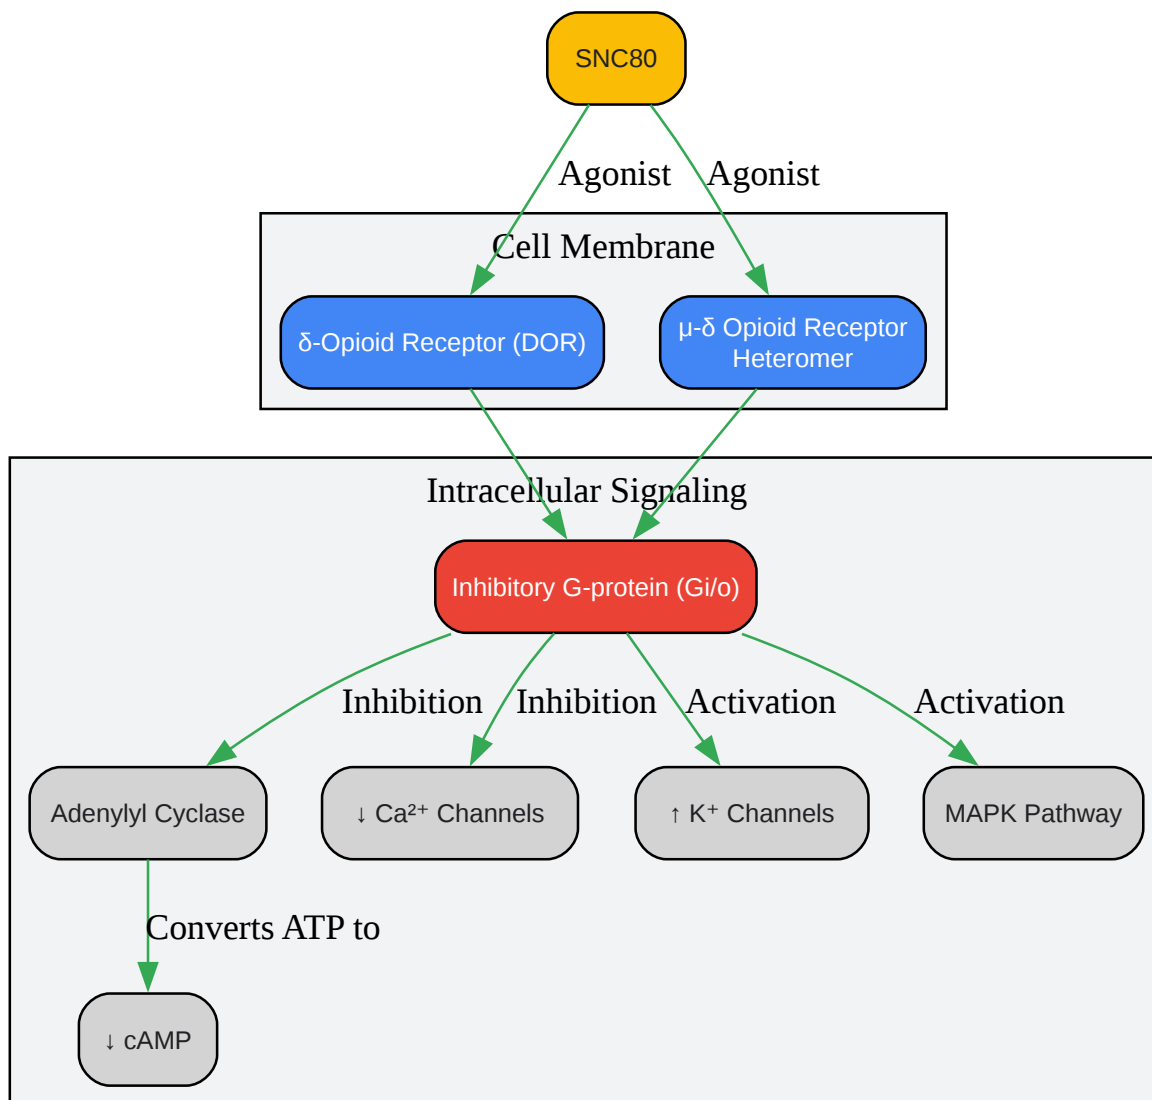 SNC80
Agonist
Agonist
Cell Membrane
δ-Opioid Receptor (DOR)
μ-δ Opioid Receptor
Heteromer
Intracellular Signaling
Inhibitory G-protein (Gi/o)
Inhibition
Inhibition
Activation
Activation
Adenylyl Cyclase
↓ Ca²⁺ Channels
↑ K⁺ Channels
MAPK Pathway
Converts ATP to
↓ cAMP